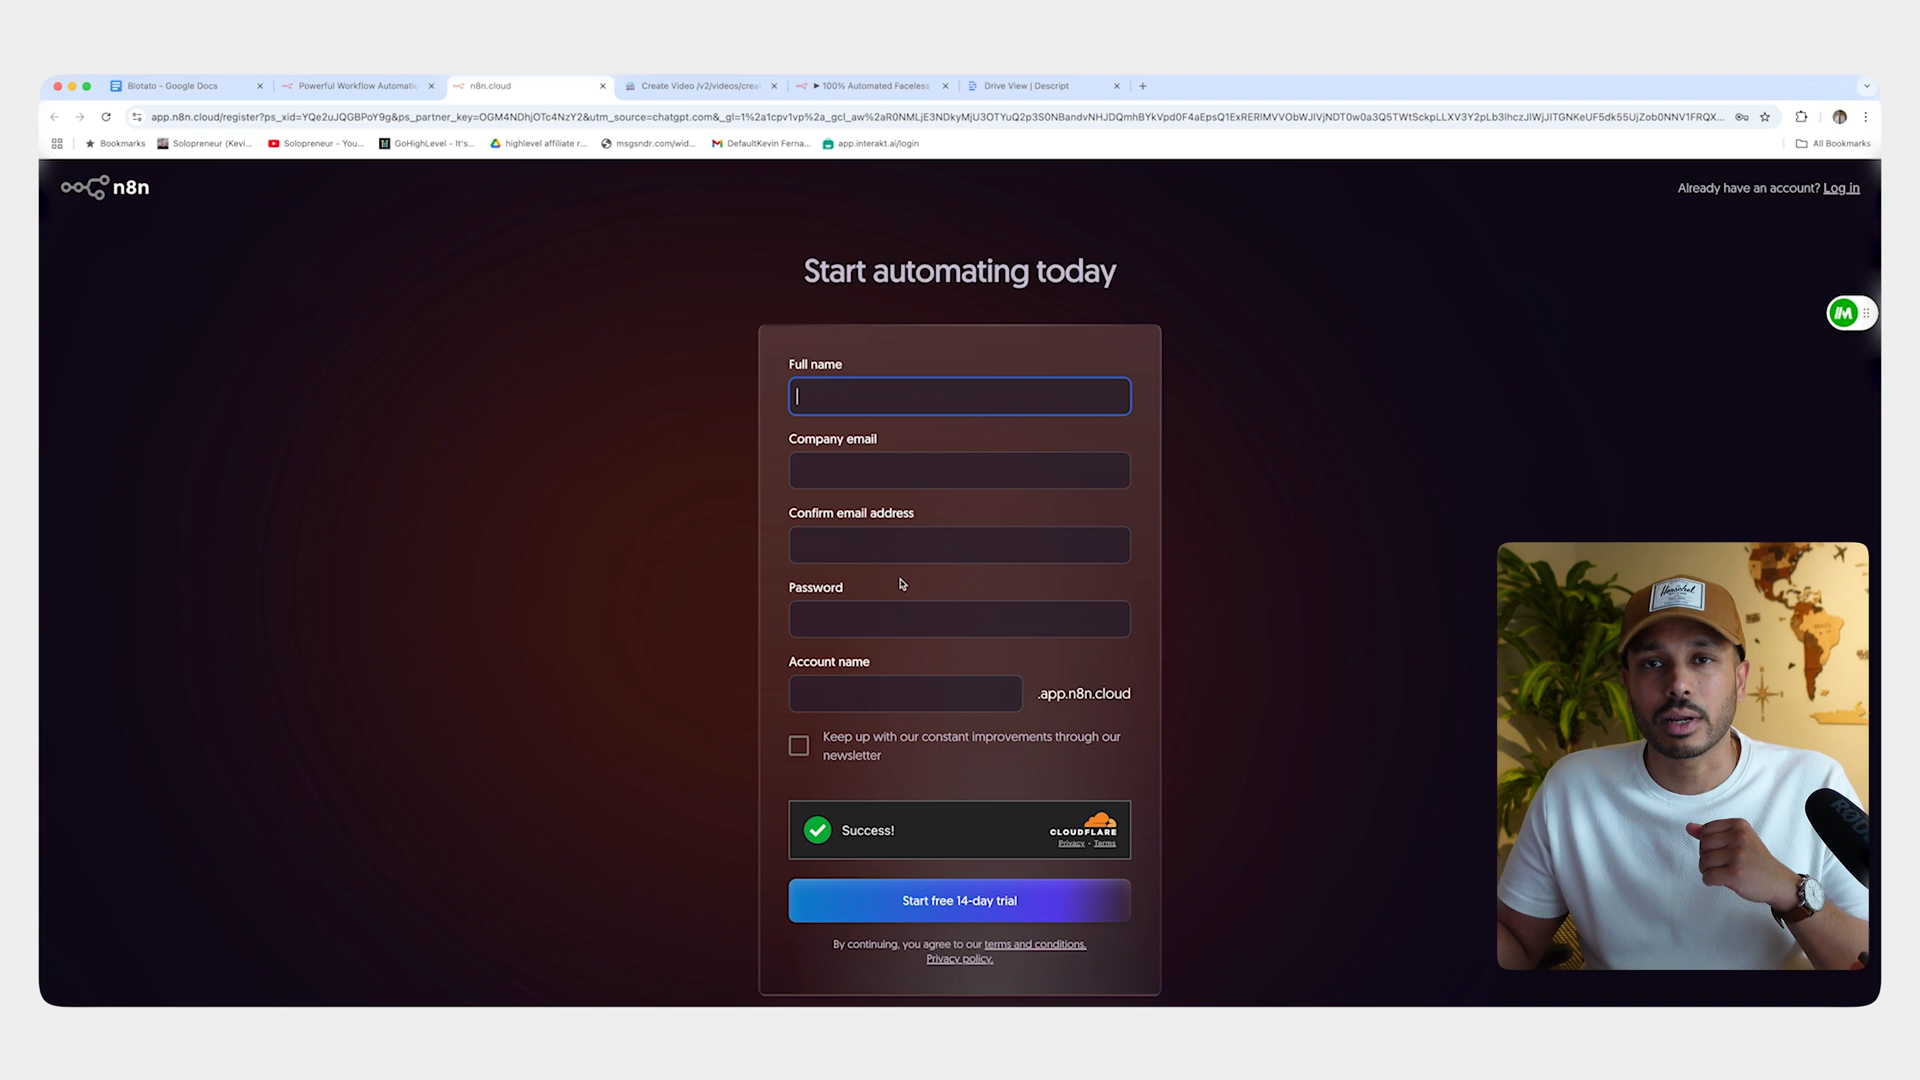 Blotato - Google Docs
Powerful Workflow Automatic
n8n.cloud
Create Video /v2/videos/creat
▶ 100% Automated Faceless
Drive View | Descript
Bookmarks
Solopreneur (Kevi...
Solopreneur - You...
GoHighLevel - It's...
highlevel affiliate r...
msgsndr.com/wid...
DefaultKevin Ferna...
app.interakt.ai/login
All Bookmarks
n8n
Already have an account? Log in
Start automating today
Full name
Company email
Confirm email address
Password
Account name
.app.n8n.cloud
Keep up with our constant improvements through our
newsletter
Success!
CLOUDFLARE
Privacy • Terms
Start free 14-day trial
By continuing, you agree to our terms and conditions.
Privacy policy.
Herschel
BRASIL